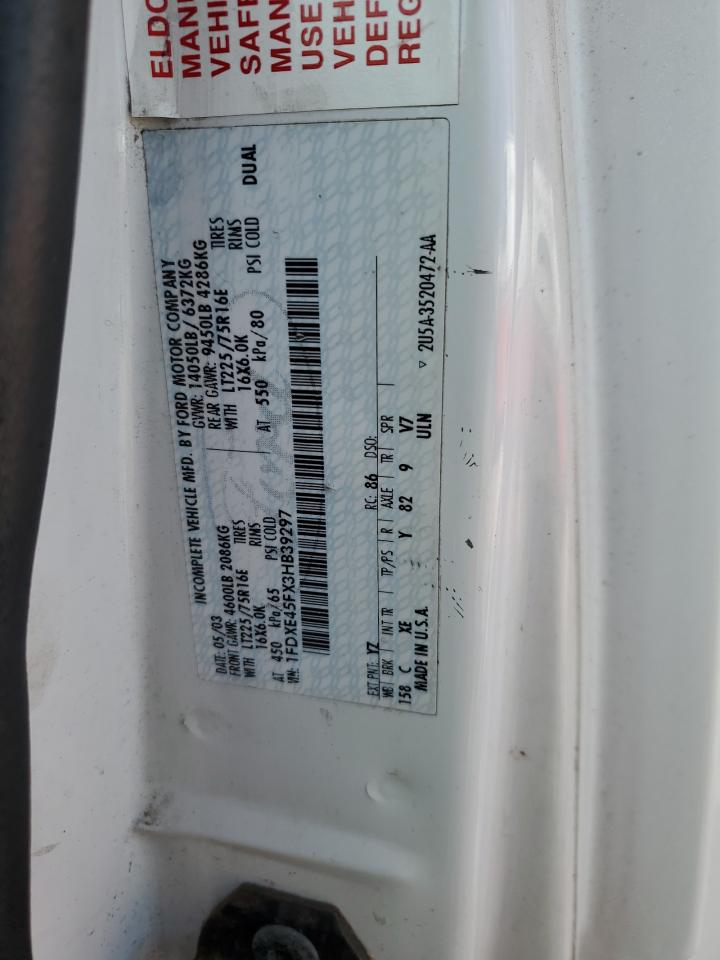 ELDO
MANU
VEHI
SAFE
MAN
USE
VEH
DEF
REG
INCOMPLETE VEHICLE MFD. BY FORD MOTOR COMPANY
DATE: 05/03 GVWR: 14050LB/ 6372KG
FRONT GAWR: 4600LB 2086KG REAR GAWR: 9450LB 4286KG
WITH LT225/75R16E TIRES WITH LT225/75R16E TIRES
16X6.0K RIMS 16X6.0K RIMS
AT 450 kPa/65 PSI COLD AT 550 kPa/80 PSI COLD DUAL
VIN: 1FDXE45FX3HB39297
EXT PNT: YZ RC: 86 DSO:
WB BRK INT TR TP/PS R AXLE TR SPR
158 C XE Y 82 9 V7
MADE IN U.S.A. ULN
▽ 2U5A-3520472-AA